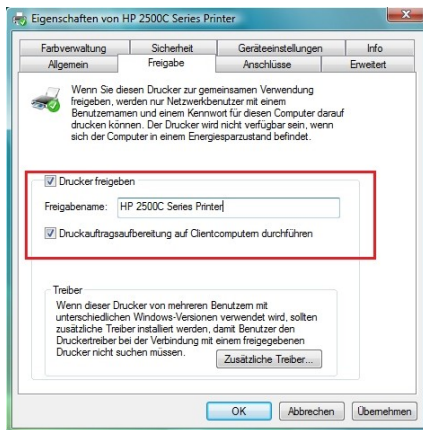 Eigenschaften von HP 2500C Series Printer
Farbverwaltung Sicherheit Geräteeinstellungen Info
Allgemein Freigabe Anschlüsse Erweitert
Wenn Sie diesen Drucker zur gemeinsamen Verwendung
freigeben, werden nur Netzwerkbenutzer mit einem
Benutzernamen und einem Kennwort für diesen Computer darauf
drucken können. Der Drucker wird nicht verfügbar sein, wenn
sich der Computer in einem Energiesparzustand befindet.
Drucker freigeben
Freigabename: HP 2500C Series Printer
Druckauftragsaufbereitung auf Clientcomputern durchführen
Treiber
Wenn dieser Drucker von mehreren Benutzern mit
unterschiedlichen Windows-Versionen verwendet wird, sollten
zusätzliche Treiber installiert werden, damit Benutzer den
Druckertreiber bei der Verbindung mit einem freigegebenen
Drucker nicht suchen müssen.
Zusätzliche Treiber...
OK Abbrechen Übernehmen